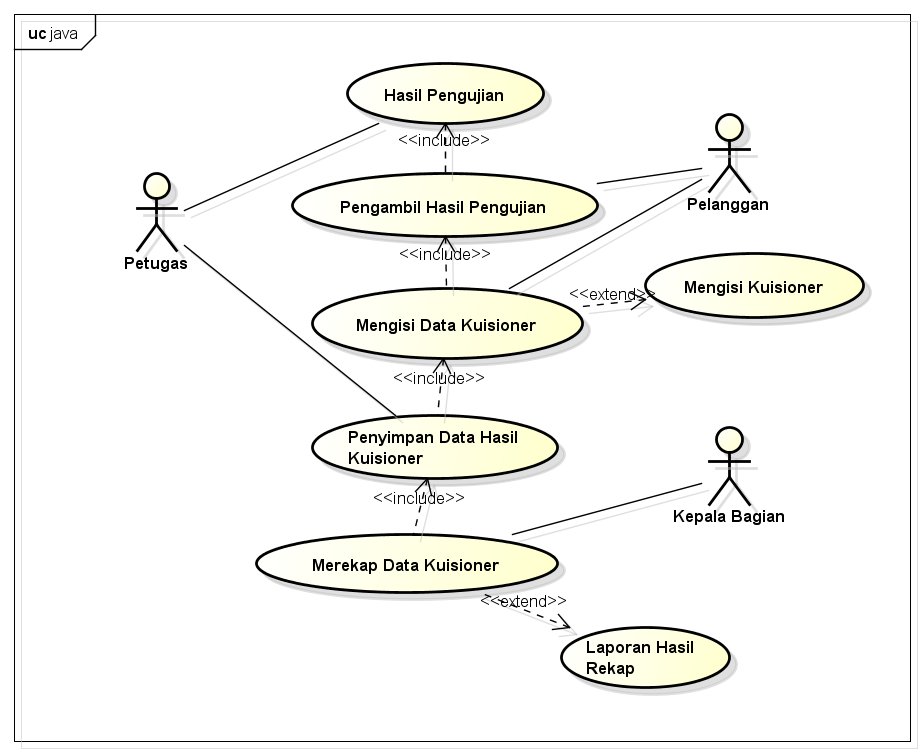 uc java
Hasil Pengujian
<<include>>
Pelanggan
Pengambil Hasil Pengujian
Petugas
<<include>>
Mengisi Kuisioner
<<extend>>
Mengisi Data Kuisioner
<<include>>
Penyimpan Data Hasil
Kuisioner
<<include>>
Kepala Bagian
Merekap Data Kuisioner
<<extend>>
Laporan Hasil
Rekap